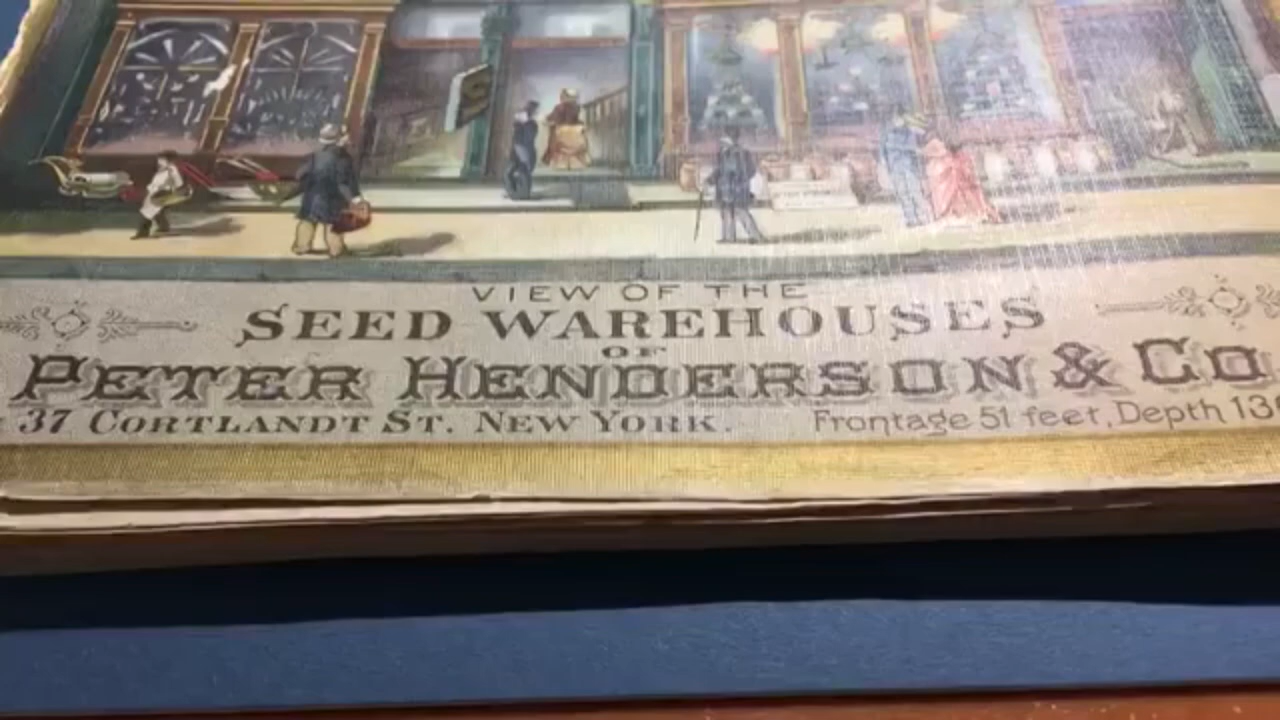 VIEW OF THE
SEED WAREHOUSES
OF
PETER HENDERSON & CO
37 CORTLANDT ST. NEW YORK. Frontage 51 feet, Depth